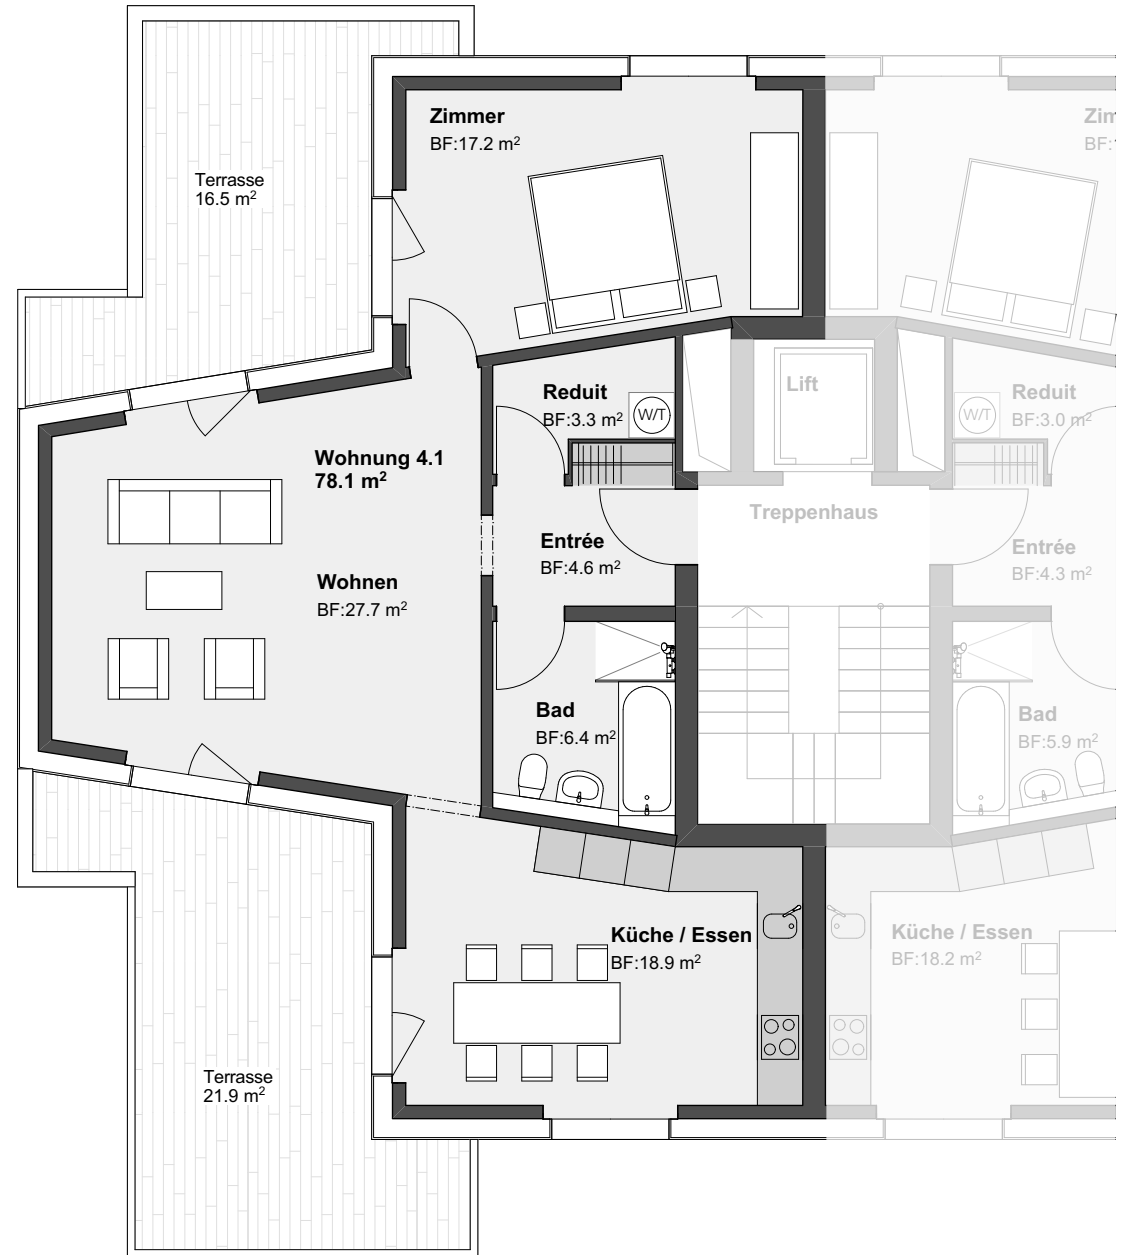 Zimmer
BF:17.2 m²
Terrasse
16.5 m²
Reduit
BF:3.3 m²
W/T
Lift
Wohnung 4.1
78.1 m²
Treppenhaus
Entrée
BF:4.6 m²
Wohnen
BF:27.7 m²
Bad
BF:6.4 m²
Küche / Essen
BF:18.9 m²
Terrasse
21.9 m²
Zim
BF:
Reduit
BF:3.0 m²
W/T
Entrée
BF:4.3 m²
Bad
BF:5.9 m²
Küche / Essen
BF:18.2 m²